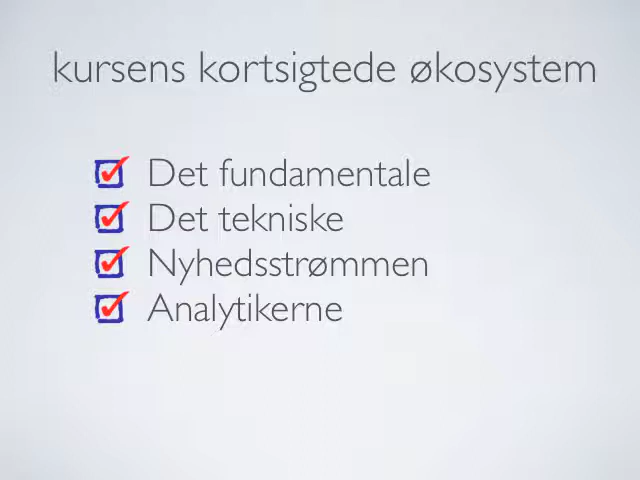 kursens kortsigtede økosystem
Det fundamentale
Det tekniske
Nyhedsstrømmen
Analytikerne